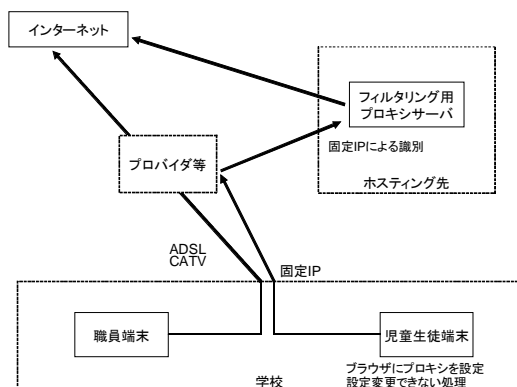 インターネット
フィルタリング用
プロキシサーバ
固定IPによる識別
プロバイダ等
ホスティング先
ADSL
CATV
固定IP
職員端末
児童生徒端末
ブラウザにプロキシを設定
設定変更できない処理
学校